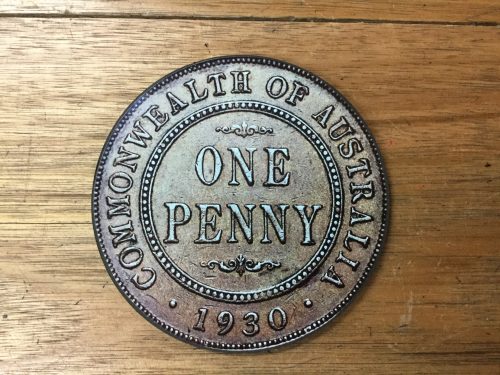 COMMONWEALTH OF AUSTRALIA
ONE
PENNY
· 1930 ·